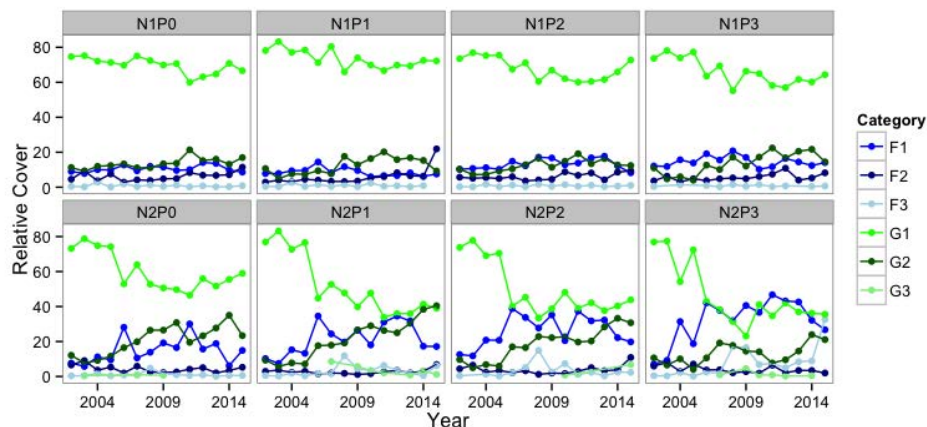 N1P0 N1P1 N1P2 N1P3
80
60
40
20
0
Relative Cover
N2P0 N2P1 N2P2 N2P3
80
60
40
20
0
2004 2009 2014 2004 2009 2014 2004 2009 2014 2004 2009 2014
Year
Category
F1
F2
F3
G1
G2
G3